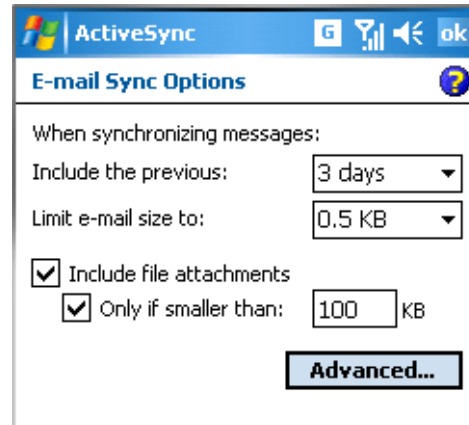 ActiveSync G ok
E-mail Sync Options ?
When synchronizing messages:
Include the previous: 3 days
Limit e-mail size to: 0.5 KB
Include file attachments
Only if smaller than: 100 KB
Advanced...